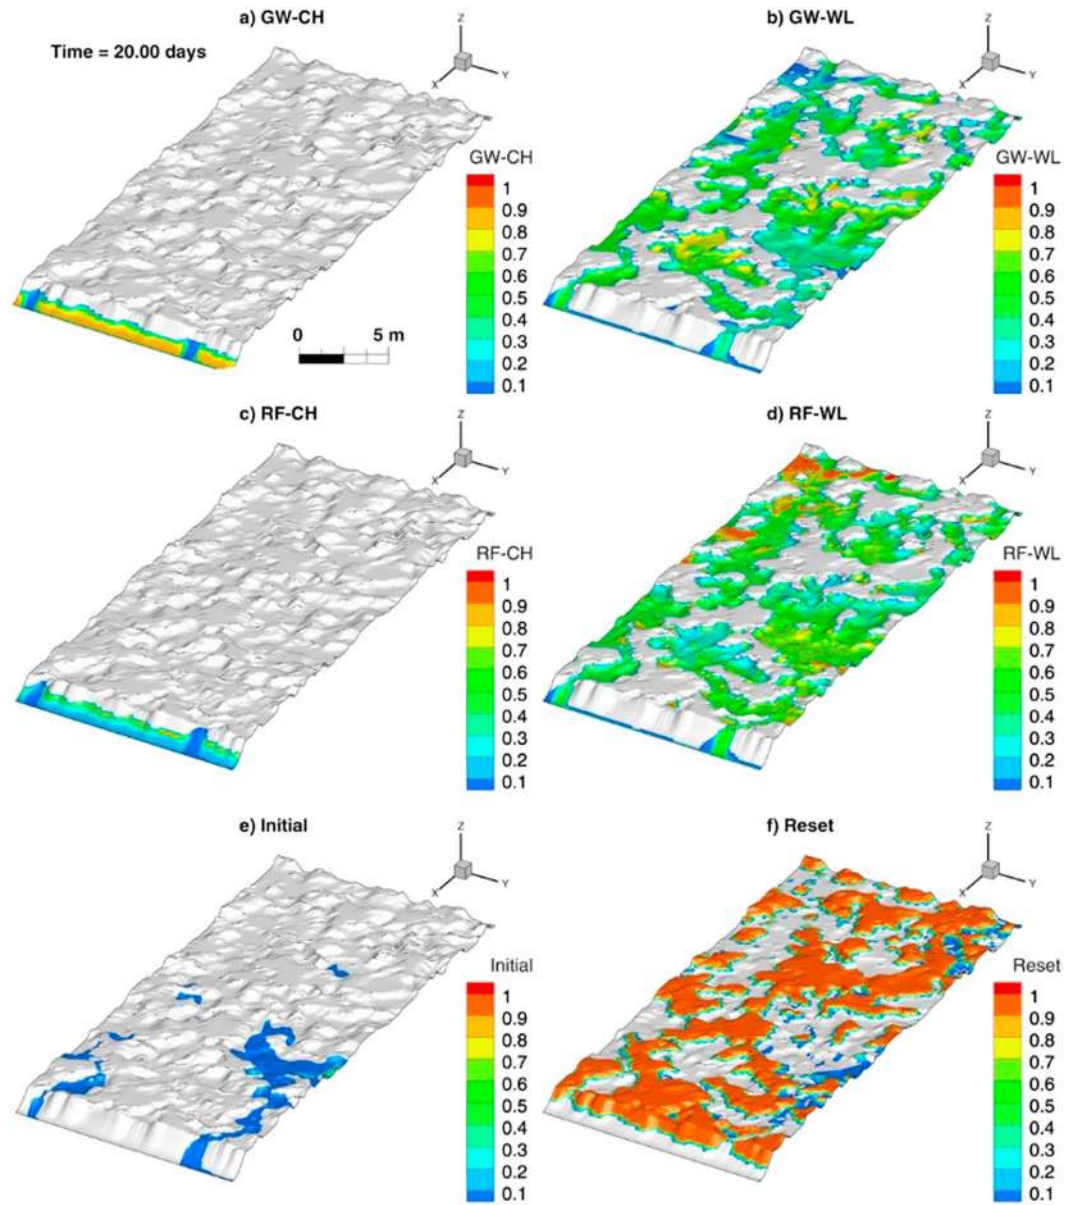 a) GW-CH
b) GW-WL
Time = 20.00 days
Z
X
Y
Z
X
Y
GW-CH
1
0.9
0.8
0.7
0.6
0.5
0.4
0.3
0.2
0.1
GW-WL
1
0.9
0.8
0.7
0.6
0.5
0.4
0.3
0.2
0.1
0
5 m
c) RF-CH
d) RF-WL
Z
X
Y
Z
X
Y
RF-CH
1
0.9
0.8
0.7
0.6
0.5
0.4
0.3
0.2
0.1
RF-WL
1
0.9
0.8
0.7
0.6
0.5
0.4
0.3
0.2
0.1
e) Initial
f) Reset
Z
X
Y
Z
X
Y
Initial
1
0.9
0.8
0.7
0.6
0.5
0.4
0.3
0.2
0.1
Reset
1
0.9
0.8
0.7
0.6
0.5
0.4
0.3
0.2
0.1